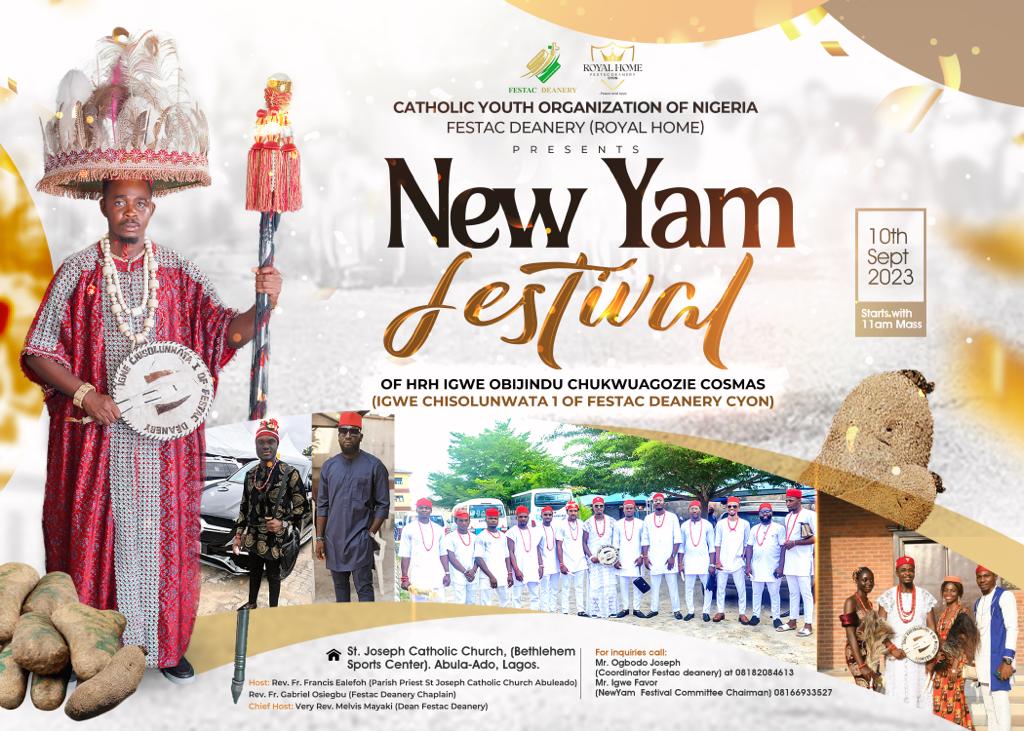 FESTAC DEANERY
ROYAL HOME
FESTAC DEANERY
CYON
CATHOLIC YOUTH ORGANIZATION OF NIGERIA
FESTAC DEANERY (ROYAL HOME)
PRESENTS
New Yam
festival
10th
Sept
2023
Starts.with
11am Mass
OF HRH IGWE OBIJINDU CHUKWUAGOZIE COSMAS
(IGWE CHISOLUNWATA 1 OF FESTAC DEANERY CYON)
IGWE CHISOLUNWATA 1 OF FESTAC DEANERY
St. Joseph Catholic Church, (Bethlehem
Sports Center). Abula-Ado, Lagos.
Host: Rev. Fr. Francis Ealefoh (Parish Priest St Joseph Catholic Church Abuleado)
Rev. Fr. Gabriel Osiegbu (Festac Deanery Chaplain)
Chief Host: Very Rev. Melvis Mayaki (Dean Festac Deanery)
For inquiries call:
Mr. Ogbodo Joseph
(Coordinator Festac deanery) at 08182084613
Mr. Igwe Favor
(NewYam Festival Committee Chairman) 08166933527